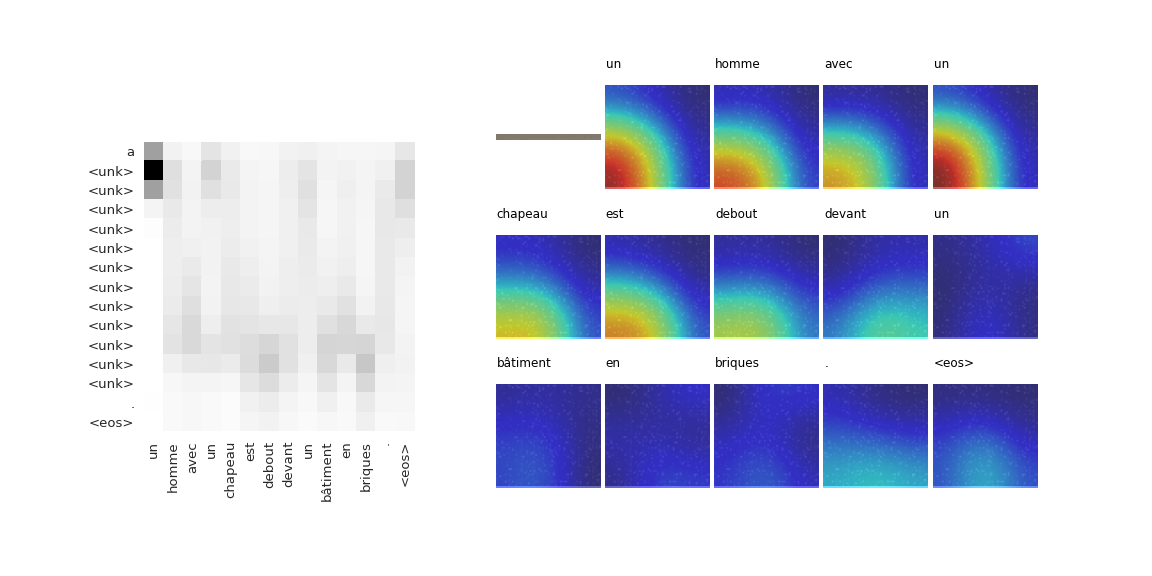 a
<unk>
<unk>
<unk>
<unk>
<unk>
<unk>
<unk>
<unk>
<unk>
<unk>
<unk>
<unk>
.
<eos>
un homme avec un chapeau est debout devant un bâtiment en briques . <eos>
un homme avec un
chapeau est debout devant un
bâtiment en briques . <eos>